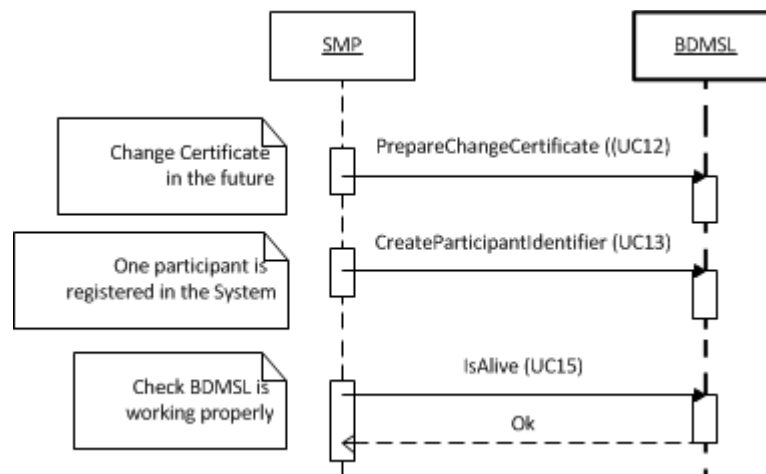 SMP
BDMSL
Change Certificate
in the future
PrepareChangeCertificate ((UC12)
One participant is
registered in the System
CreateParticipantIdentifier (UC13)
Check BDMSL is
working properly
IsAlive (UC15)
Ok